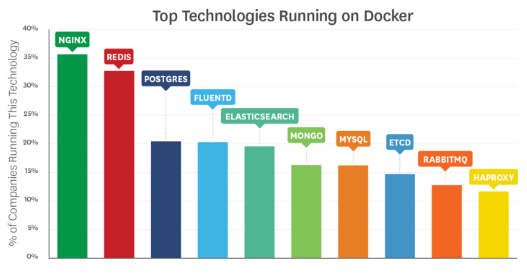 Top Technologies Running on Docker
% of Companies Running This Technology
40%
35%
30%
25%
20%
15%
10%
5%
0%
NGINX
REDIS
POSTGRES
FLUENTD
ELASTICSEARCH
MONGO
MYSQL
ETCD
RABBITMQ
HAPROXY